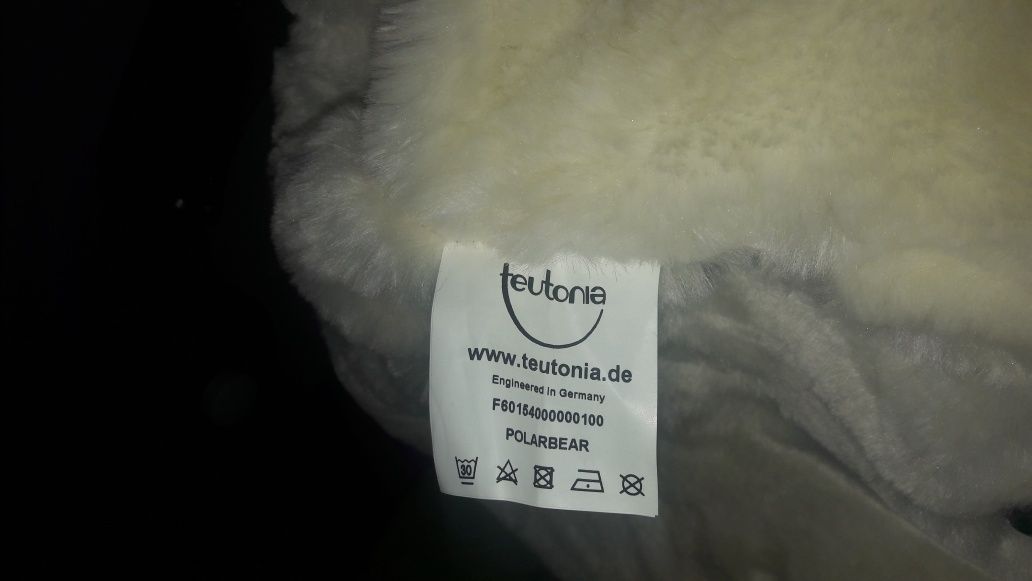 teutonia
www.teutonia.de
Engineered in Germany
F60154000000100
POLARBEAR
30